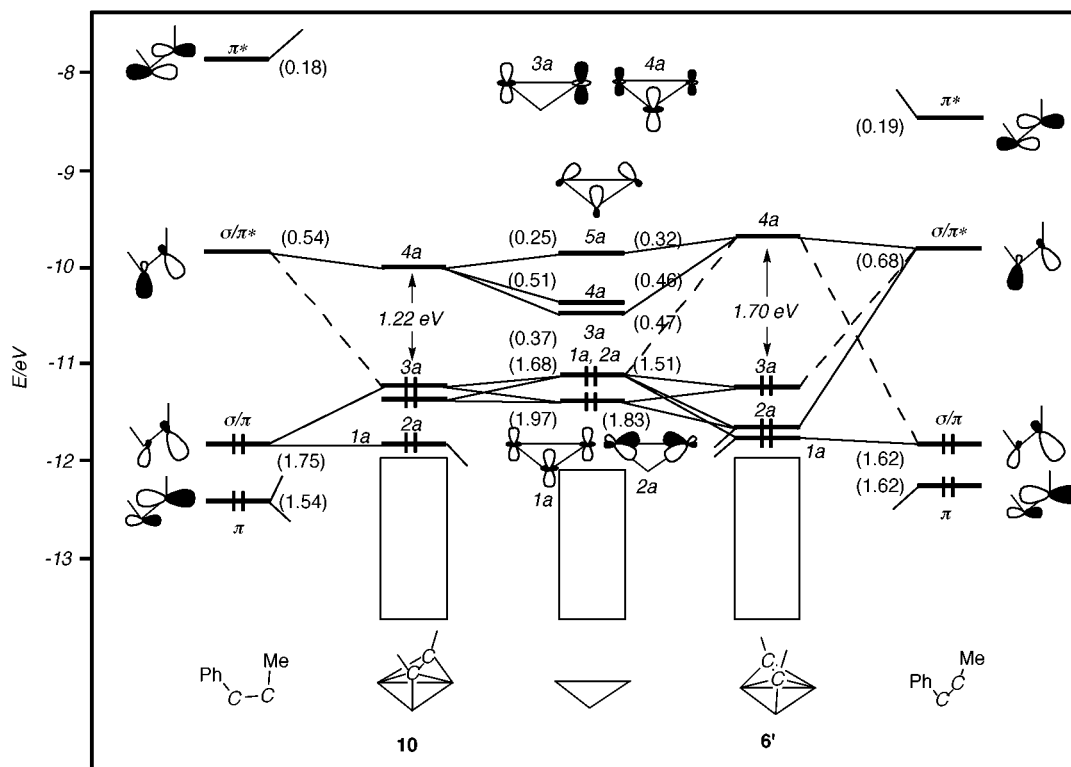 π*
3a 4a
-8
(0.18)
π*
(0.19)
-9
4a
σ/π* (0.54) (0.25) 5a (0.32) σ/π*
4a
(0.68)
-10
(0.51) 4a (0.46)
1.22 eV 1.70 eV
3a (0.47)
E/eV
(0.37)
-11
3a (1.68) 1a, 2a (1.51) 3a
2a
σ/π 1a 2a (1.97) (1.83) 1a σ/π
-12
(1.75) (1.62)
1a 2a
(1.54) (1.62)
π π
-13
Ph Me C C
C C
C C
Ph Me C C
10 6'